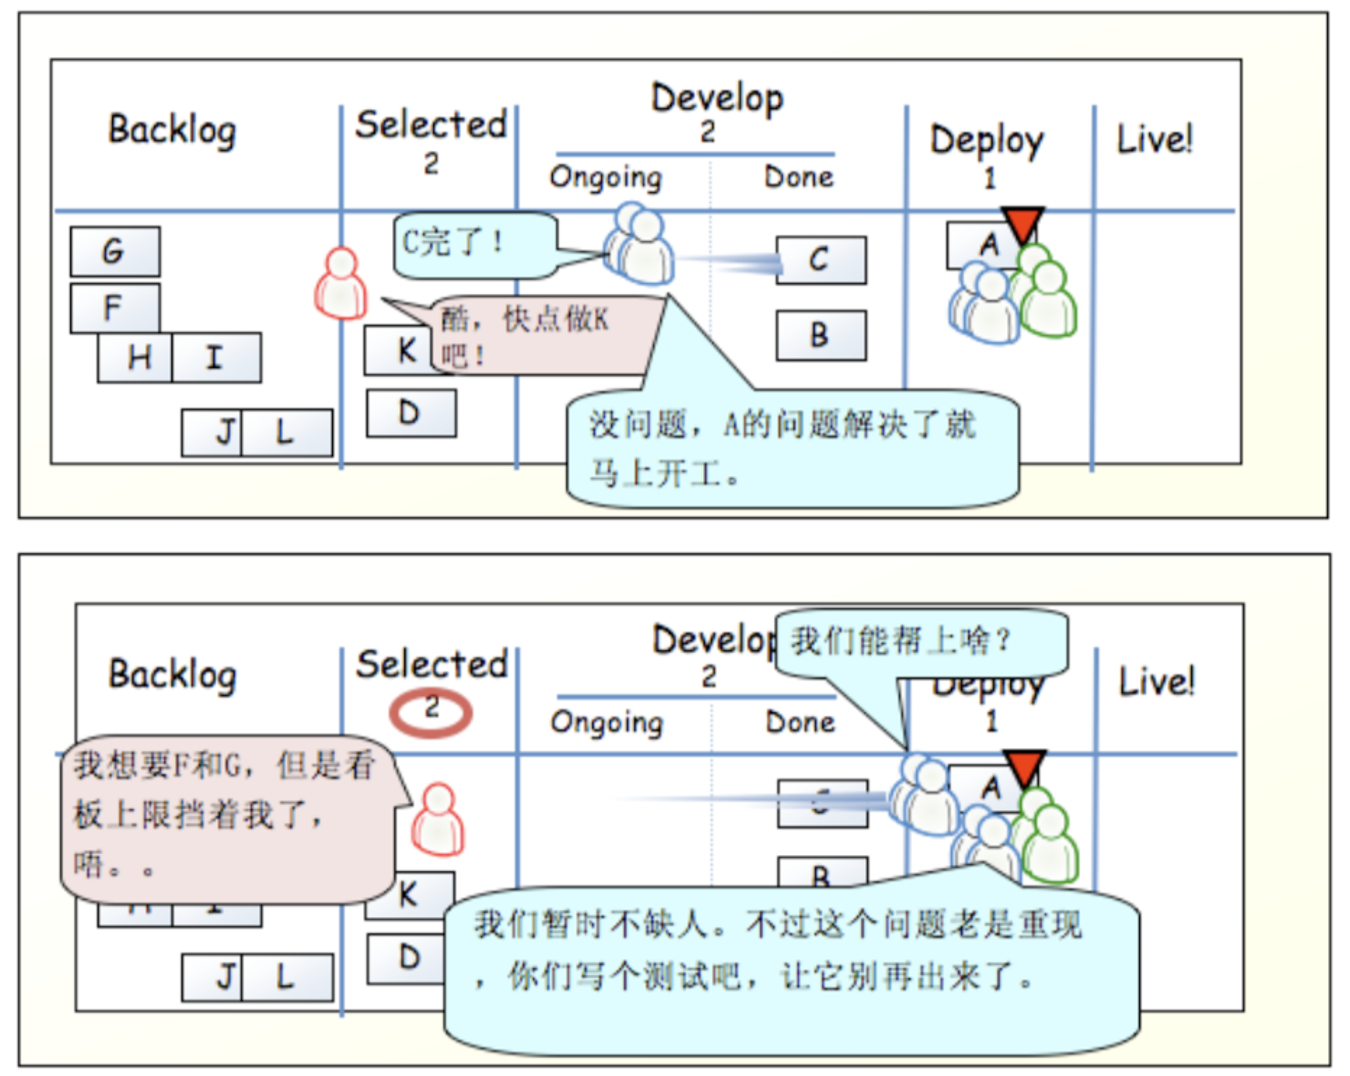 Backlog
Selected
2
Develop
2
Ongoing
Done
Deploy
1
Live!
G
F
H
I
J
L
K
D
C
B
A
C完了！
酷，快点做K
吧！
没问题，A的问题解决了就
马上开工。
Backlog
Selected
2
Develop
2
Ongoing
Done
Deploy
1
Live!
我们能帮上啥？
我想要F和G，但是看
板上限挡着我了，
唔。。
H
I
J
L
K
D
C
B
A
我们暂时不缺人。不过这个问题老是重现
，你们写个测试吧，让它别再出来了。